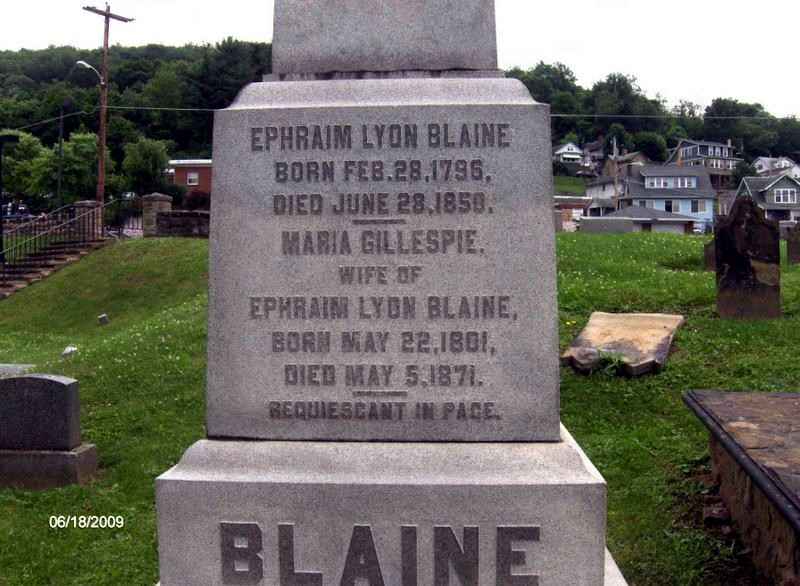 EPHRAIM LYON BLAINE
BORN FEB.28,1796,
DIED JUNE 28,1850.
MARIA GILLESPIE,
WIFE OF
EPHRAIM LYON BLAINE,
BORN MAY 22,1801,
DIED MAY 5,1871.
REQUIESCANT IN PACE.
BLAINE
06/18/2009